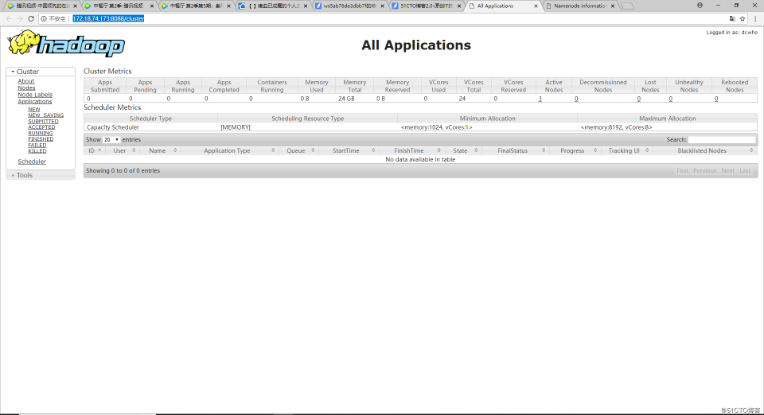 172.18.74.173:8088/cluster
All Applications
Namenode information
Logged in as: dr.who
hadoop
All Applications
Cluster
About
Nodes
Node Labels
Applications
NEW
NEW_SAVING
SUBMITTED
ACCEPTED
RUNNING
FINISHED
FAILED
KILLED
Scheduler
Tools
Cluster Metrics
Apps Submitted Apps Pending Apps Running Apps Completed Containers Running Memory Used Memory Total Memory Reserved VCores Used VCores Total VCores Reserved Active Nodes Decommissioned Nodes Lost Nodes Unhealthy Nodes Rebooted Nodes
0 0 0 0 0 0 B 24 GB 0 B 0 24 0 3 0 0 0 0
Scheduler Metrics
Scheduler Type Scheduling Resource Type Minimum Allocation Maximum Allocation
Capacity Scheduler [MEMORY] <memory:1024, vCores:1> <memory:8192, vCores:8>
Show 20 entries Search:
ID User Name Application Type Queue StartTime FinishTime State FinalStatus Progress Tracking UI Blacklisted Nodes
No data available in table
Showing 0 to 0 of 0 entries First Previous Next Last
@51CTO博客